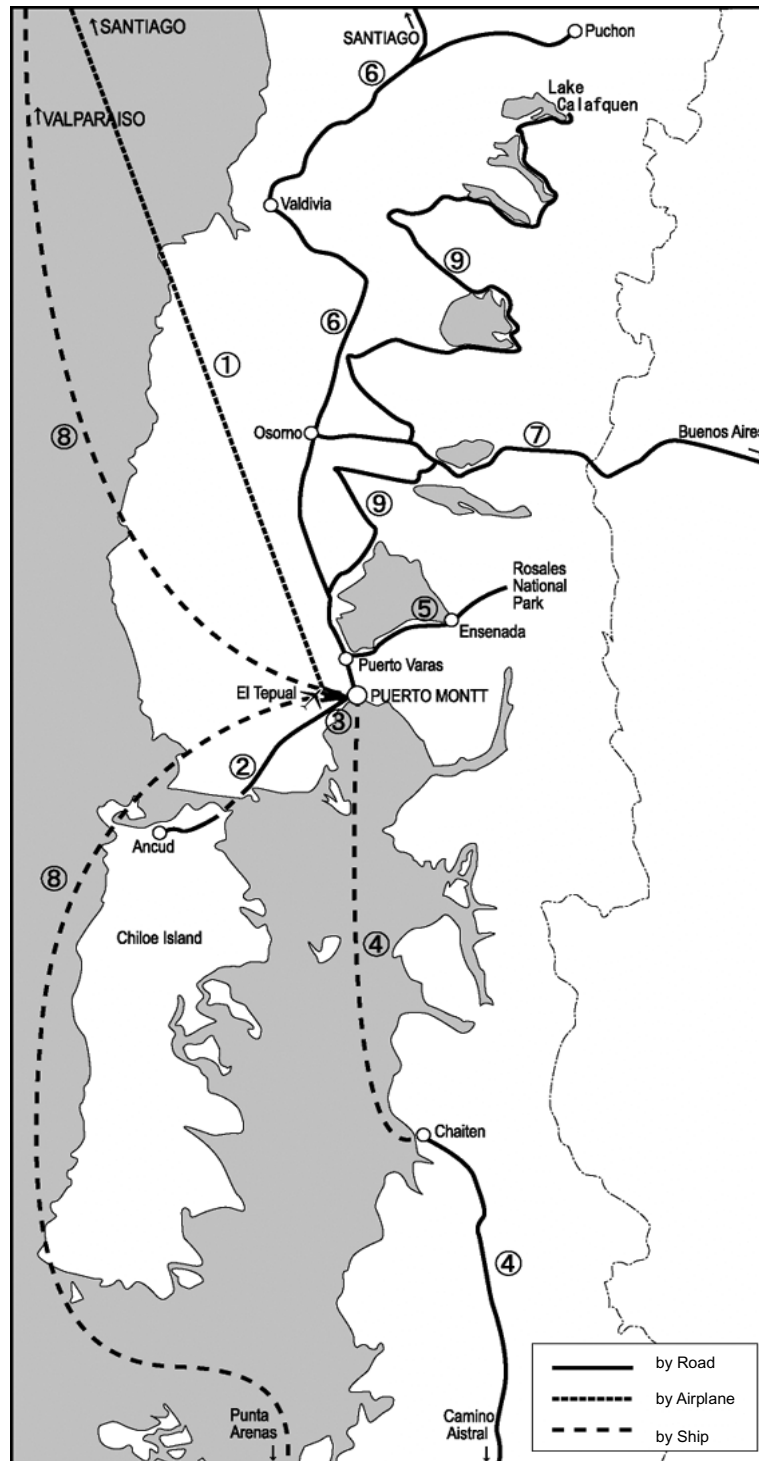 ↑SANTIAGO
SANTIAGO↑
Puchon
⑥
Lake
Calafquen
↑VALPARAISO
Valdivia
⑨
⑥
①
⑧
Osorno
⑦
Buenos Aires
⑨
Rosales
National
Park
⑤
Ensenada
Puerto Varas
El Tepual
PUERTO MONTT
③
②
Ancud
⑧
Chiloe Island
④
Chaiten
④
by Road
by Airplane
by Ship
Punta
Arenas
↓
Camino
Aistral
↓